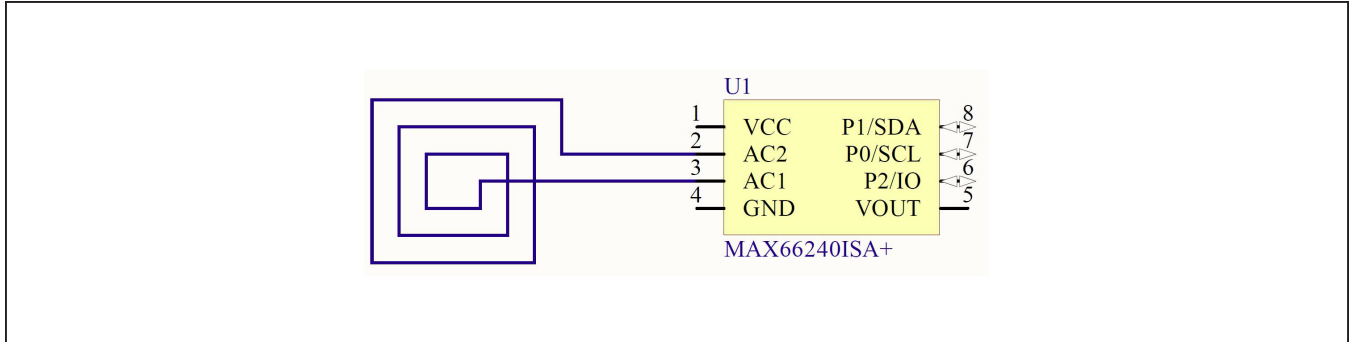 U1
1 VCC P1/SDA 8
2 AC2 P0/SCL 7
3 AC1 P2/IO 6
4 GND VOUT 5
MAX66240ISA+